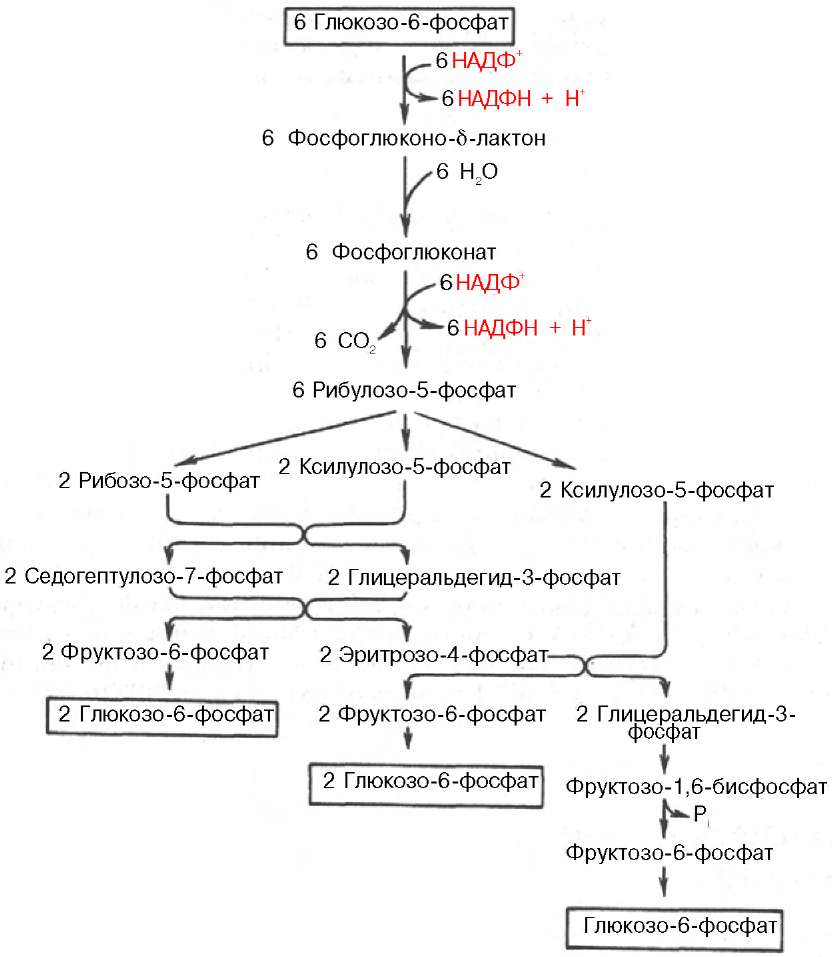 6 Глюкозо-6-фосфат
6 НАДФ⁺
6 НАДФН + Н⁺
6 Фосфоглюконо-δ-лактон
6 H₂O
6 Фосфоглюконат
6 НАДФ⁺
6 НАДФН + Н⁺
6 CO₂
6 Рибулозо-5-фосфат
2 Рибозо-5-фосфат
2 Ксилулозо-5-фосфат
2 Ксилулозо-5-фосфат
2 Седогептулозо-7-фосфат
2 Глицеральдегид-3-фосфат
2 Фруктозо-6-фосфат
2 Эритрозо-4-фосфат
2 Глюкозо-6-фосфат
2 Фруктозо-6-фосфат
2 Глицеральдегид-3-
фосфат
2 Глюкозо-6-фосфат
Фруктозо-1,6-бисфосфат
Pᵢ
Фруктозо-6-фосфат
Глюкозо-6-фосфат